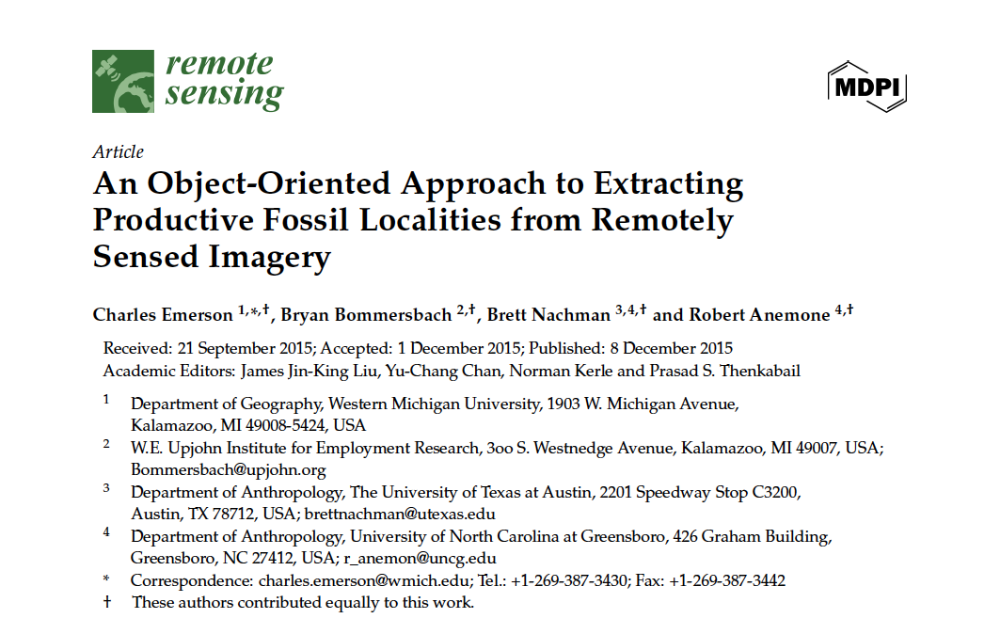 remote
sensing
MDPI
Article
An Object-Oriented Approach to Extracting
Productive Fossil Localities from Remotely
Sensed Imagery
Charles Emerson 1,*,†, Bryan Bommersbach 2,†, Brett Nachman 3,4,† and Robert Anemone 4,†
Received: 21 September 2015; Accepted: 1 December 2015; Published: 8 December 2015
Academic Editors: James Jin-King Liu, Yu-Chang Chan, Norman Kerle and Prasad S. Thenkabail
1 Department of Geography, Western Michigan University, 1903 W. Michigan Avenue,
Kalamazoo, MI 49008-5424, USA
2 W.E. Upjohn Institute for Employment Research, 3oo S. Westnedge Avenue, Kalamazoo, MI 49007, USA;
Bommersbach@upjohn.org
3 Department of Anthropology, The University of Texas at Austin, 2201 Speedway Stop C3200,
Austin, TX 78712, USA; brettnachman@utexas.edu
4 Department of Anthropology, University of North Carolina at Greensboro, 426 Graham Building,
Greensboro, NC 27412, USA; r_anemon@uncg.edu
* Correspondence: charles.emerson@wmich.edu; Tel.: +1-269-387-3430; Fax: +1-269-387-3442
† These authors contributed equally to this work.